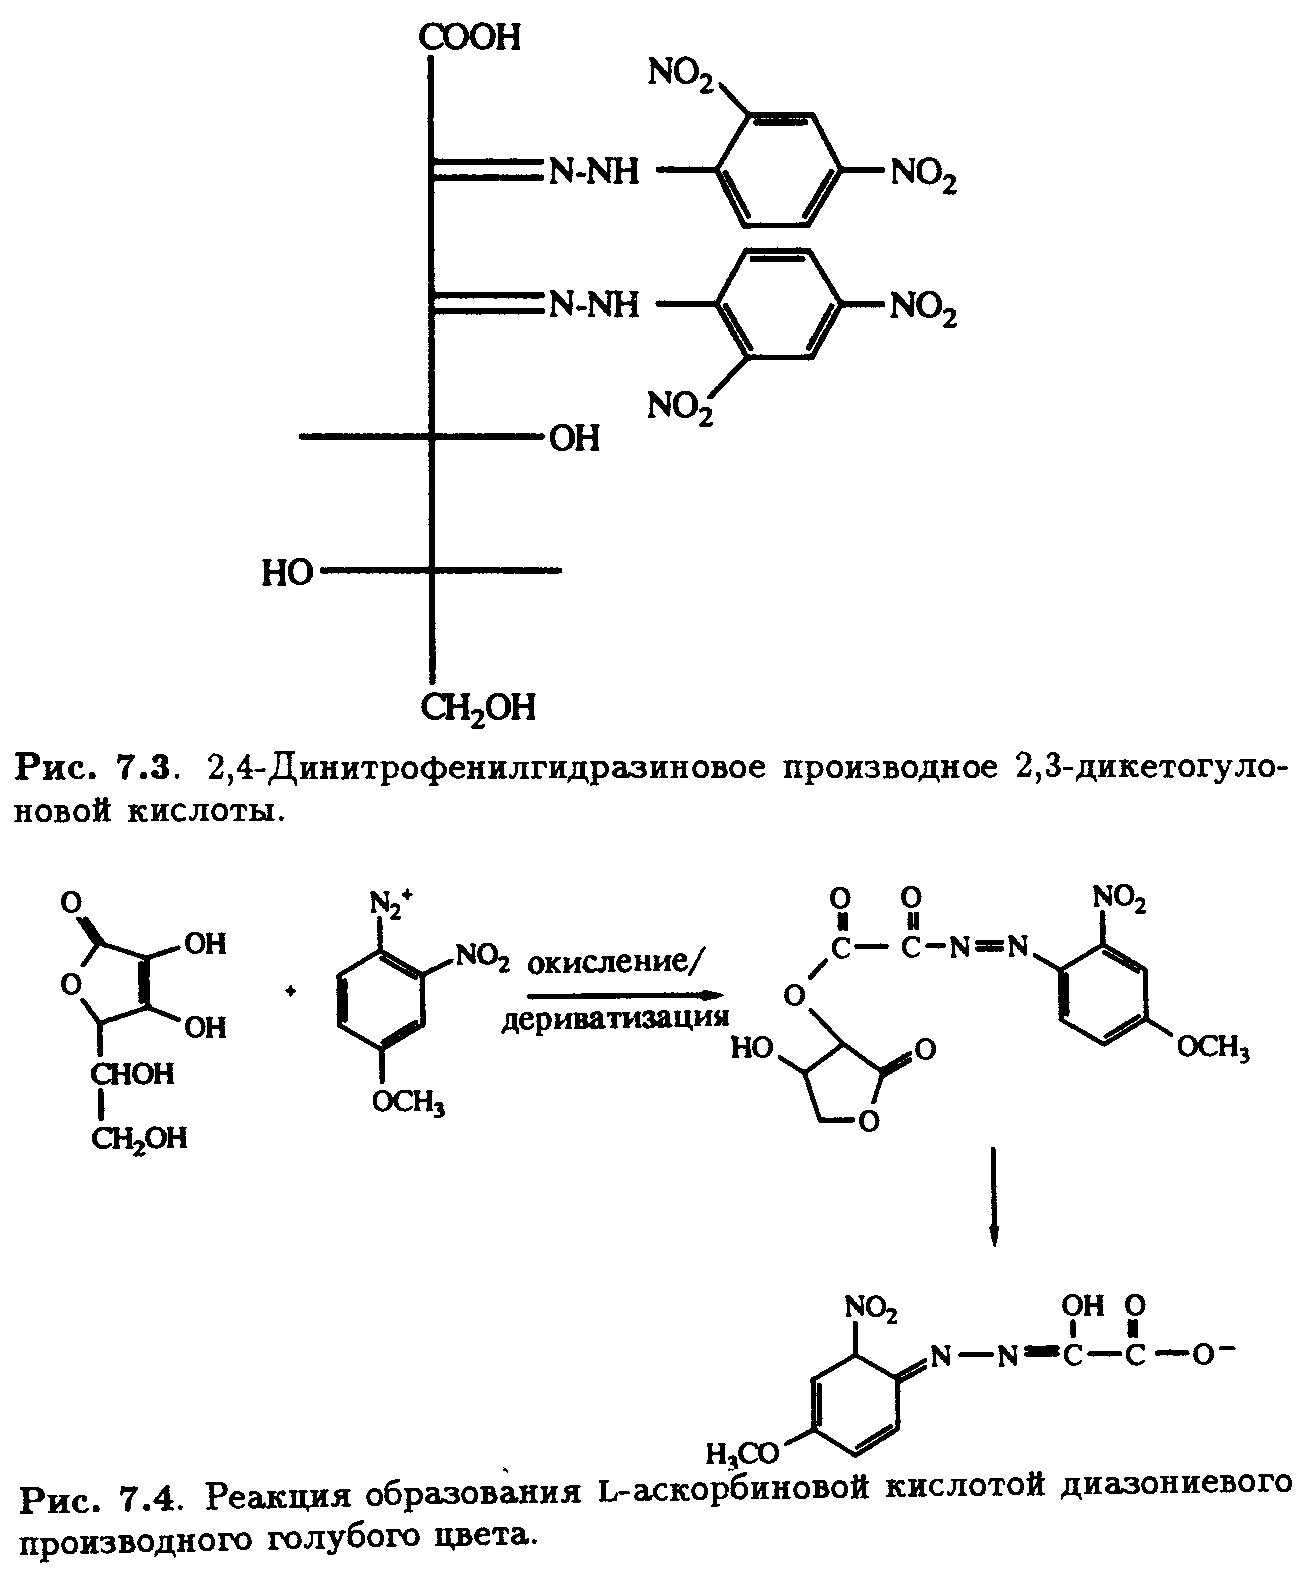 COOH
NO₂
N-NH
NO₂
N-NH
NO₂
NO₂
OH
HO
CH₂OH
Рис. 7.3. 2,4-Динитрофенилгидразиновое производное 2,3-дикетогуло-
новой кислоты.
O
OH
O
OH
CHOH
CH₂OH
+
N₂⁺
NO₂
OCH₃
окисление/
дериватизация
O
O
NO₂
C
C
N
N
O
HO
O
O
OCH₃
NO₂
OH
O
N
N
C
C
O⁻
H₃CO
Рис. 7.4. Реакция образования L-аскорбиновой кислотой диазониевого
производного голубого цвета.